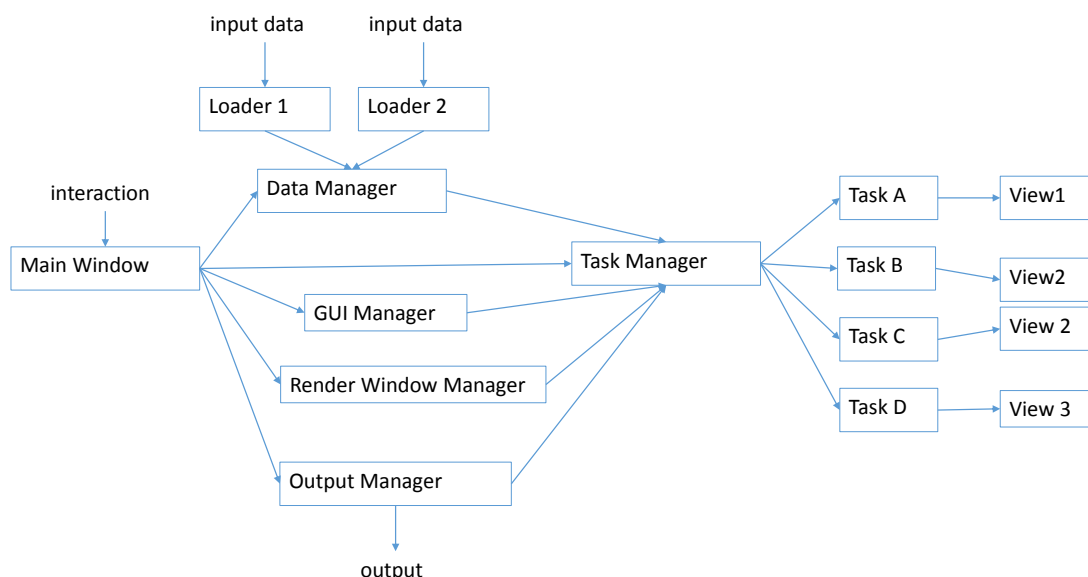 input data
input data
Loader 1
Loader 2
Data Manager
interaction
Main Window
Task Manager
GUI Manager
Render Window Manager
Output Manager
output
Task A
View1
Task B
View2
Task C
View 2
Task D
View 3